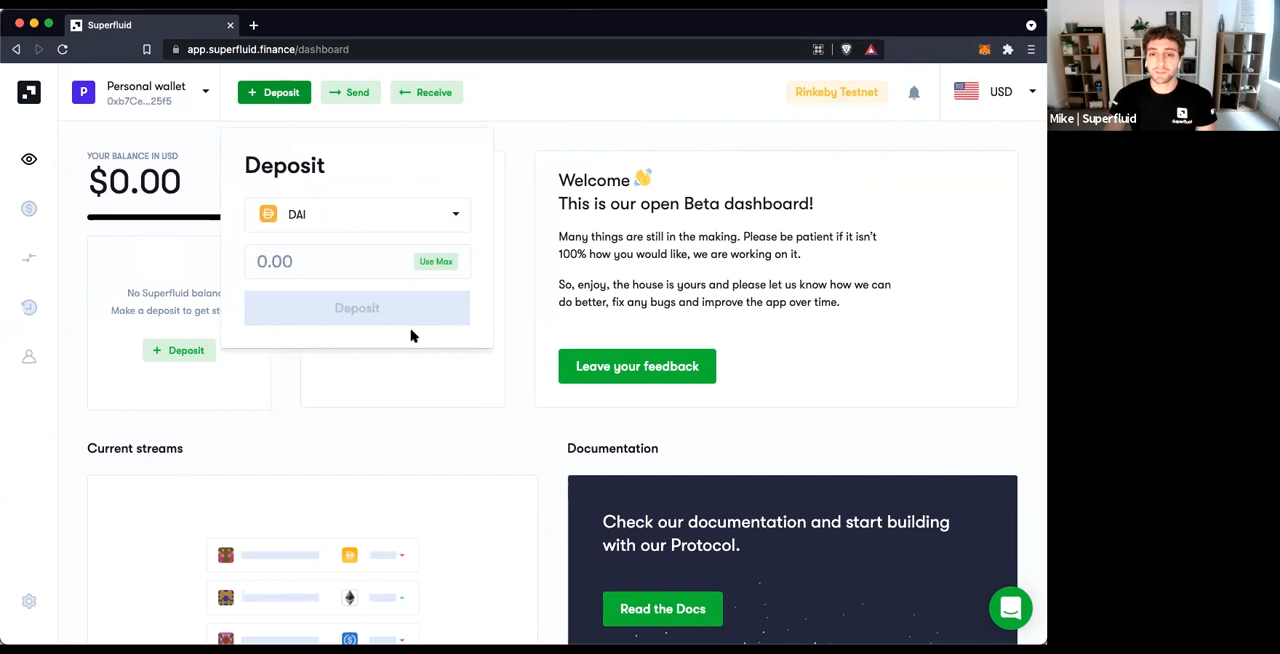 Superfluid
app.superfluid.finance/dashboard
P
Personal wallet
0xb7Ce...25f5
+ Deposit
→ Send
← Receive
Rinkeby Testnet
USD
Mike | Superfluid
Superfluid
YOUR BALANCE IN USD
$0.00
Deposit
DAI
0.00
Use Max
Deposit
No Superfluid balanc
Make a deposit to get st
+ Deposit
Welcome 👋
This is our open Beta dashboard!
Many things are still in the making. Please be patient if it isn't
100% how you would like, we are working on it.
So, enjoy, the house is yours and please let us know how we can
do better, fix any bugs and improve the app over time.
Leave your feedback
Current streams
Documentation
Check our documentation and start building
with our Protocol.
Read the Docs